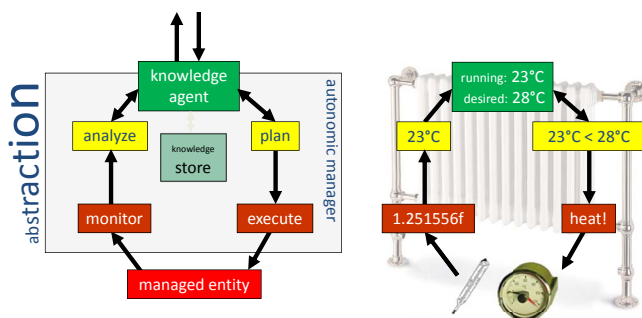 abstraction
autonomic manager
knowledge
agent
analyze
plan
knowledge
store
monitor
execute
managed entity
running: 23°C
desired: 28°C
23°C
23°C < 28°C
1.251556f
heat!